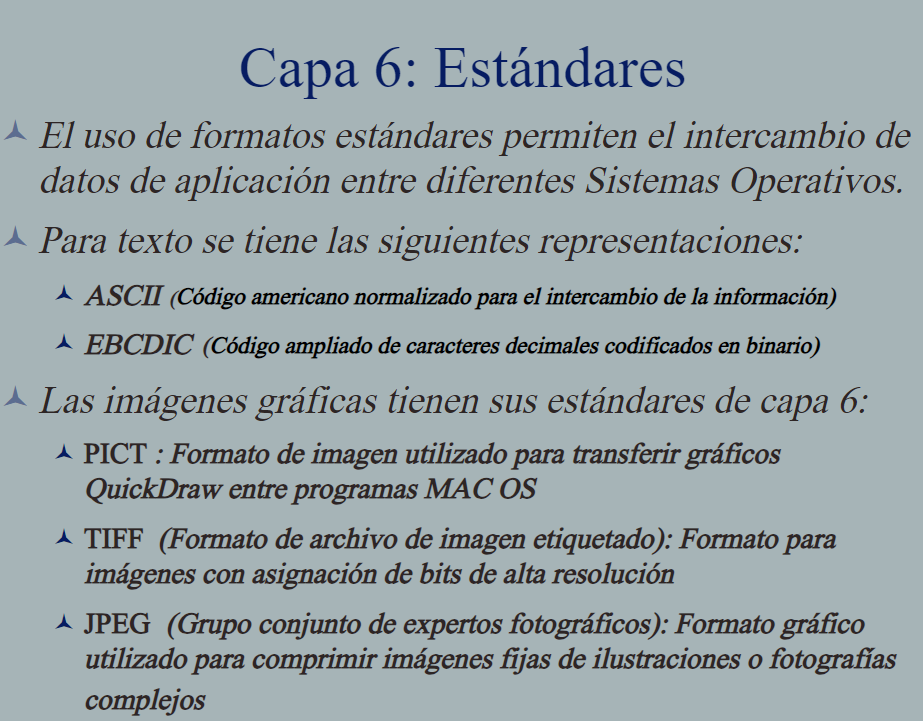 Capa 6: Estándares
El uso de formatos estándares permiten el intercambio de
datos de aplicación entre diferentes Sistemas Operativos.
Para texto se tiene las siguientes representaciones:
ASCII (Código americano normalizado para el intercambio de la información)
EBCDIC (Código ampliado de caracteres decimales codificados en binario)
Las imágenes gráficas tienen sus estándares de capa 6:
PICT : Formato de imagen utilizado para transferir gráficos
QuickDraw entre programas MAC OS
TIFF (Formato de archivo de imagen etiquetado): Formato para
imágenes con asignación de bits de alta resolución
JPEG (Grupo conjunto de expertos fotográficos): Formato gráfico
utilizado para comprimir imágenes fijas de ilustraciones o fotografías
complejos